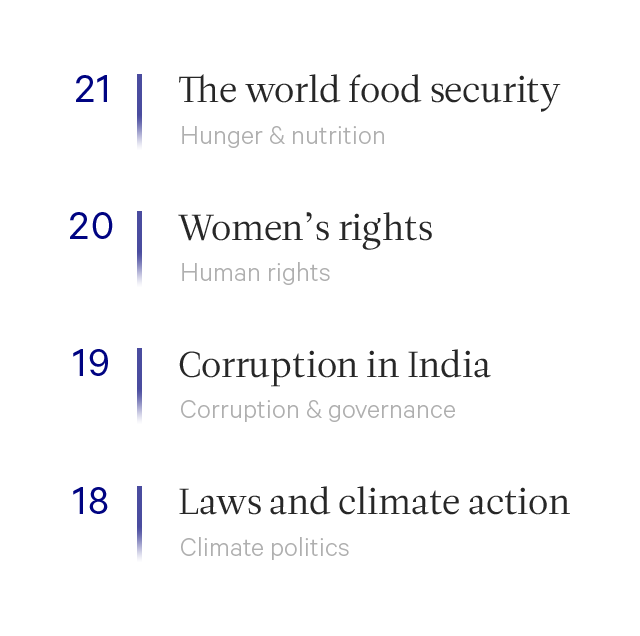 21
The world food security
Hunger & nutrition
20
Women’s rights
Human rights
19
Corruption in India
Corruption & governance
18
Laws and climate action
Climate politics